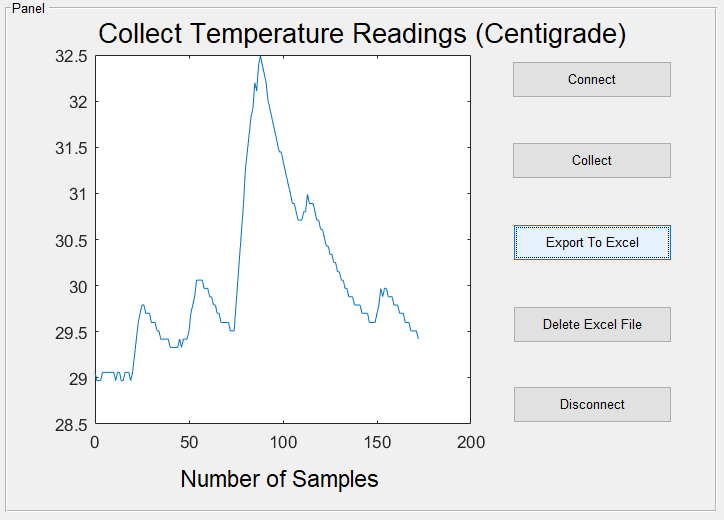 Panel
Collect Temperature Readings (Centigrade)
32.5
32
31.5
31
30.5
30
29.5
29
28.5
0 50 100 150 200
Number of Samples
Connect
Collect
Export To Excel
Delete Excel File
Disconnect